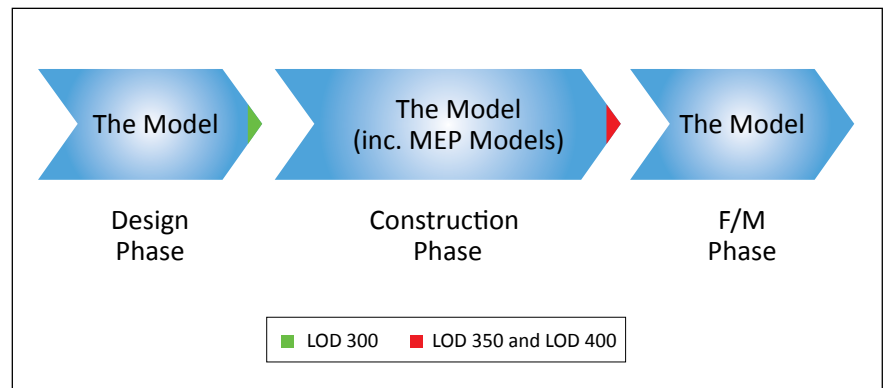 The Model
The Model
(inc. MEP Models)
The Model
Design
Phase
Construction
Phase
F/M
Phase
LOD 300
LOD 350 and LOD 400